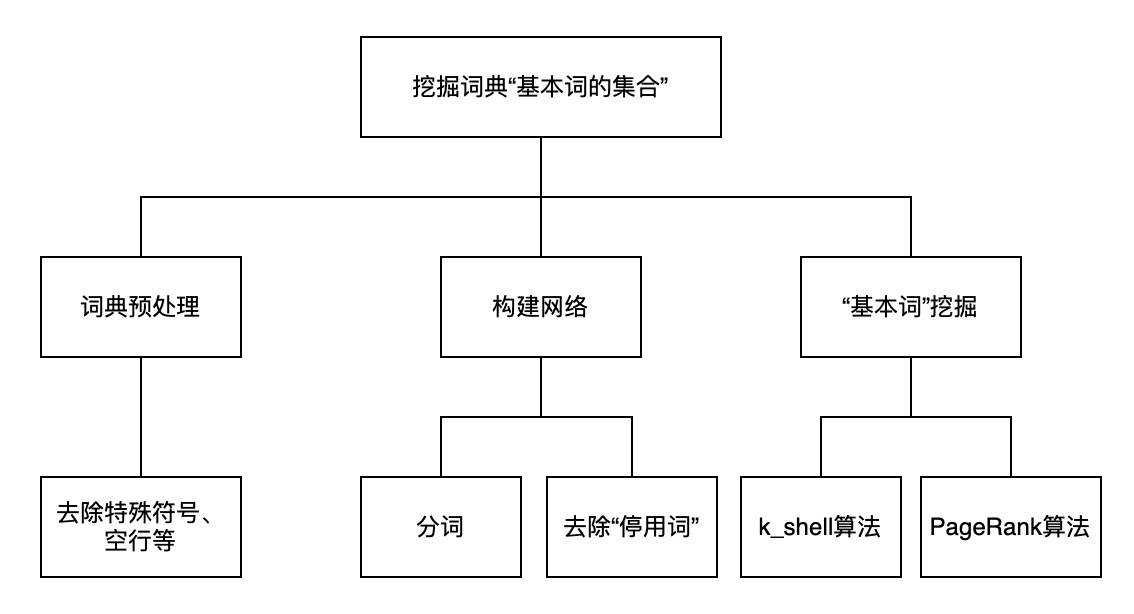 挖掘词典“基本词的集合”
词典预处理
构建网络
“基本词”挖掘
去除特殊符号、
空行等
分词
去除“停用词”
k_shell算法
PageRank算法